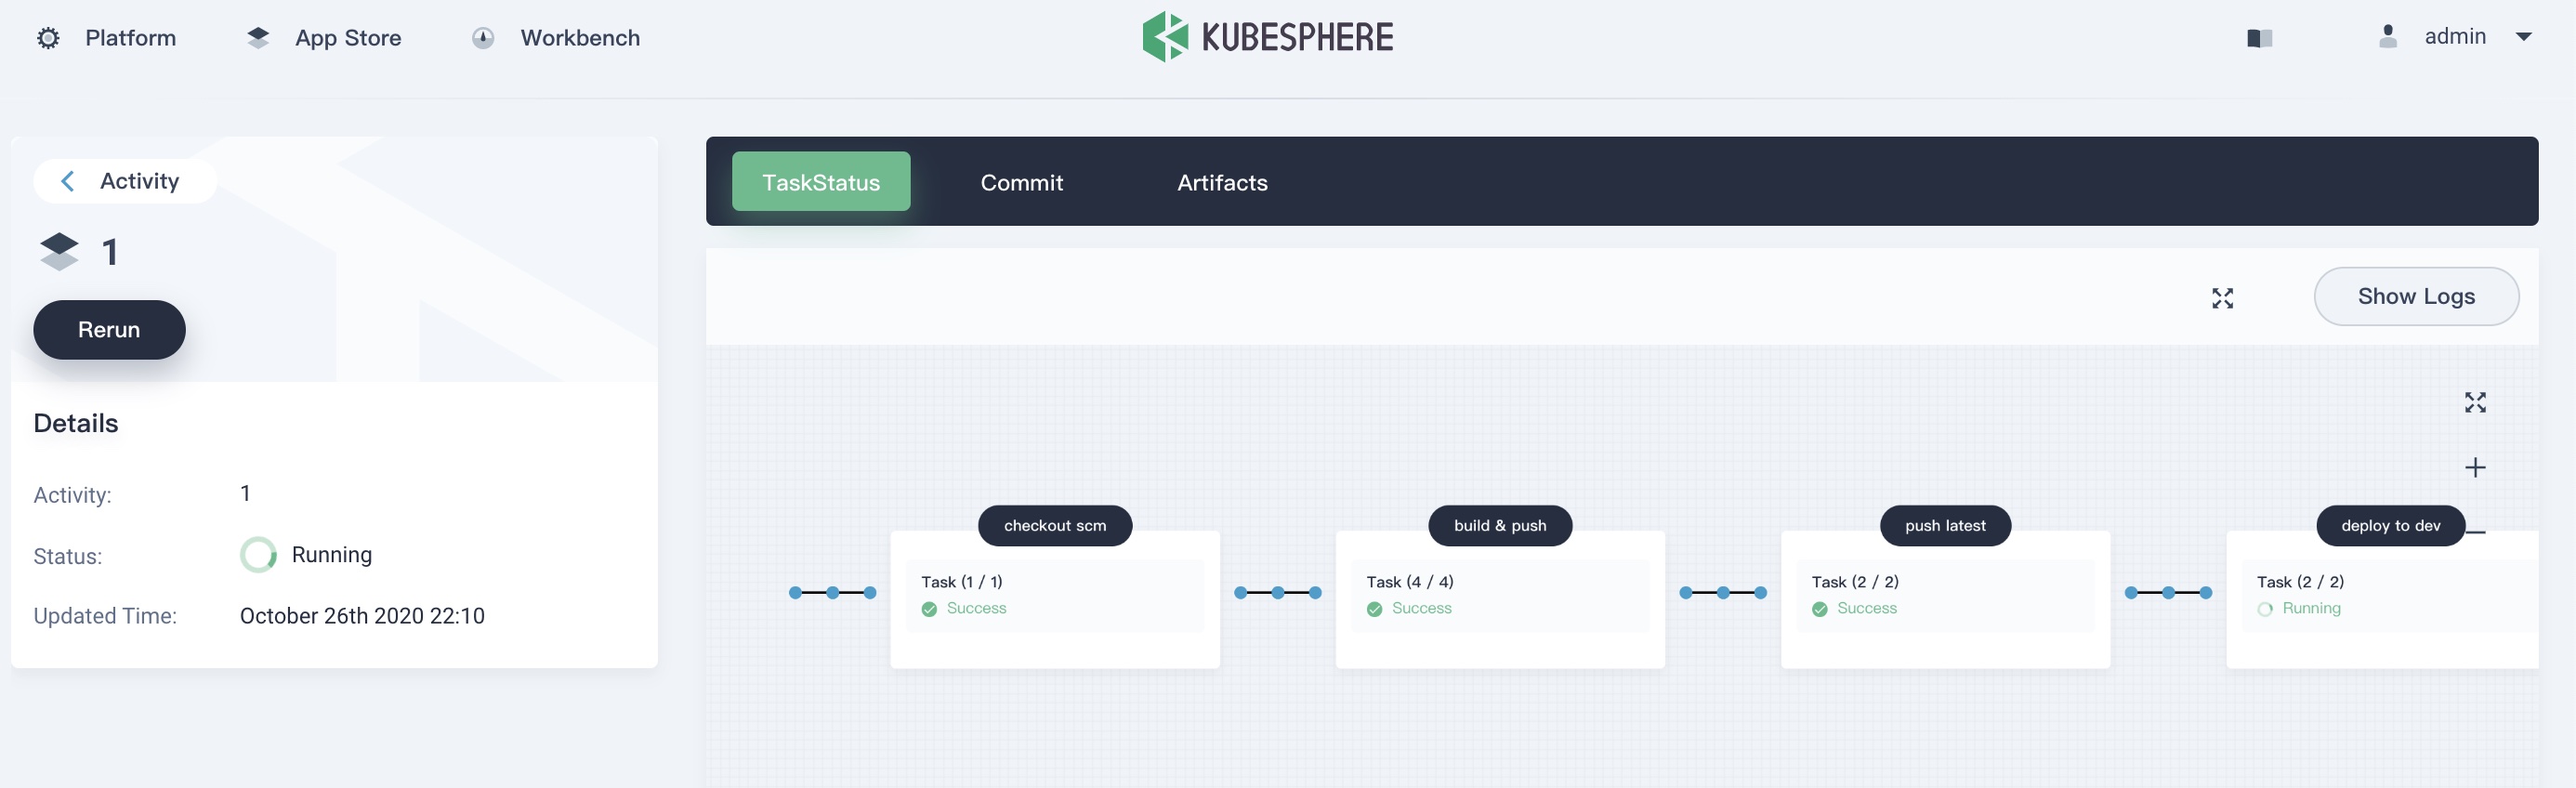 Platform
App Store
Workbench
KUBESPHERE
admin
Activity
1
Rerun
Details
Activity: 1
Status: Running
Updated Time: October 26th 2020 22:10
TaskStatus Commit Artifacts
Show Logs
checkout scm
Task (1 / 1)
Success
build & push
Task (4 / 4)
Success
push latest
Task (2 / 2)
Success
deploy to dev
Task (2 / 2)
Running